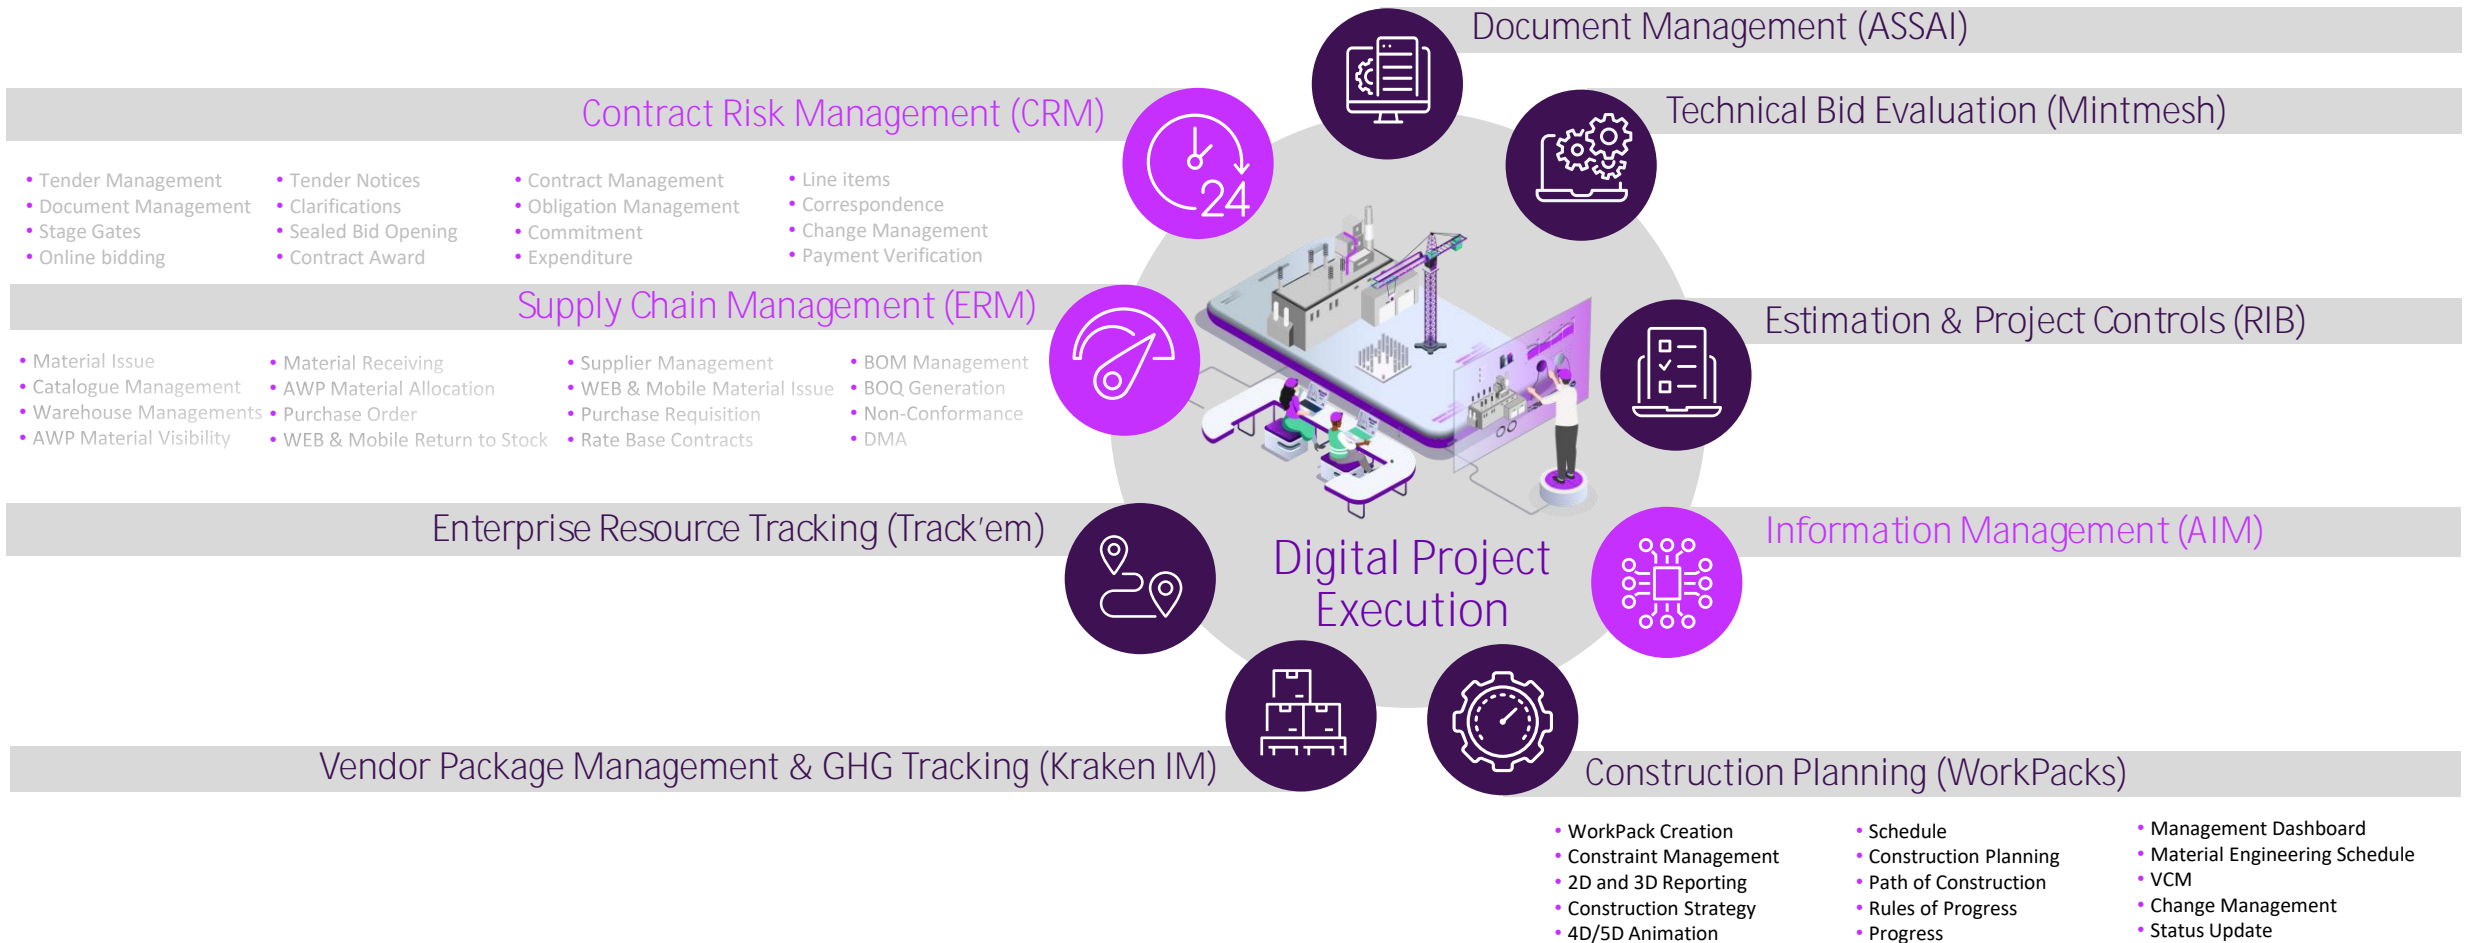 Document Management (ASSAI)
Contract Risk Management (CRM)
Technical Bid Evaluation (Mintmesh)
24
• Tender Management
• Document Management
• Stage Gates
• Online bidding
• Tender Notices
• Clarifications
• Sealed Bid Opening
• Contract Award
• Contract Management
• Obligation Management
• Commitment
• Expenditure
• Line items
• Correspondence
• Change Management
• Payment Verification
Supply Chain Management (ERM)
Estimation & Project Controls (RIB)
• Material Issue
• Catalogue Management
• Warehouse Managements
• AWP Material Visibility
• Material Receiving
• AWP Material Allocation
• Purchase Order
• WEB & Mobile Return to Stock
• Supplier Management
• WEB & Mobile Material Issue
• Purchase Requisition
• Rate Base Contracts
• BOM Management
• BOQ Generation
• Non-Conformance
• DMA
Enterprise Resource Tracking (Track'em)
Information Management (AIM)
Digital Project
Execution
Vendor Package Management & GHG Tracking (Kraken IM)
Construction Planning (WorkPacks)
• WorkPack Creation
• Constraint Management
• 2D and 3D Reporting
• Construction Strategy
• 4D/5D Animation
• Schedule
• Construction Planning
• Path of Construction
• Rules of Progress
• Progress
• Management Dashboard
• Material Engineering Schedule
• VCM
• Change Management
• Status Update